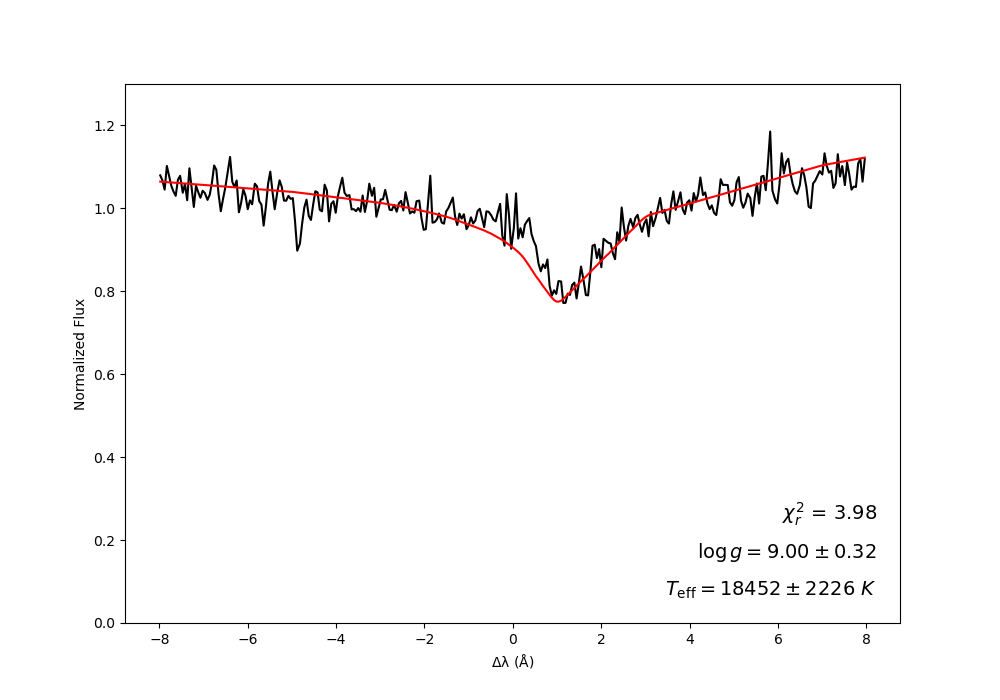 1.2
1.0
0.8
0.6
0.4
0.2
0.0
Normalized Flux
χ²ᵣ = 3.98
log g = 9.00 ± 0.32
T_eff = 18452 ± 2226 K
−8 −6 −4 −2 0 2 4 6 8
Δλ (Å)